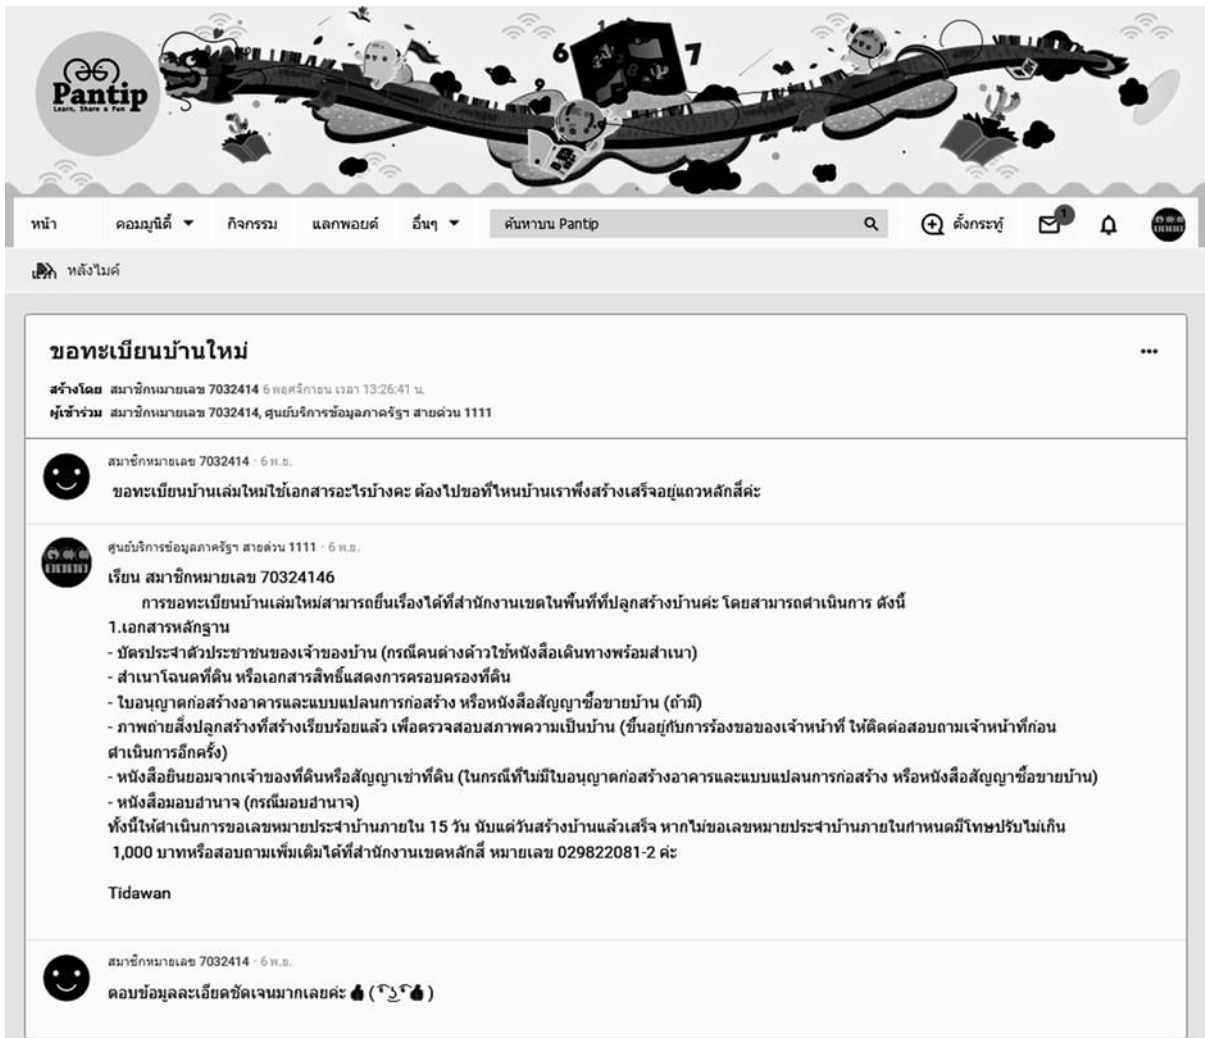 Pantip
Learn, Share & Fun
1
6
7
8
9
หน้าแรก
คอมมูนิตี้
กิจกรรม
แลกพอยต์
อื่นๆ
ค้นหาบน Pantip
ตั้งกระทู้
1
หลังไมค์
ขอทะเบียนบ้านใหม่
สร้างโดย สมาชิกหมายเลข 7032414 6 พฤศจิกายน เวลา 13:26:41 น.
ผู้เข้าร่วม สมาชิกหมายเลข 7032414, ศูนย์บริการข้อมูลภาครัฐฯ สายด่วน 1111
สมาชิกหมายเลข 7032414 · 6 พ.ย.
ขอทะเบียนบ้านเล่มใหม่ใช้เอกสารอะไรบ้างคะ ต้องไปขอที่ไหนบ้านเราพึ่งสร้างเสร็จอยู่แถวหลักสี่ค่ะ
ศูนย์บริการข้อมูลภาครัฐฯ สายด่วน 1111 · 6 พ.ย.
เรียน สมาชิกหมายเลข 70324146
การขอทะเบียนบ้านเล่มใหม่สามารถยื่นเรื่องได้ที่สำนักงานเขตในพื้นที่ที่ปลูกสร้างบ้านค่ะ โดยสามารถดำเนินการ ดังนี้
1.เอกสารหลักฐาน
- บัตรประจำตัวประชาชนของเจ้าของบ้าน (กรณีคนต่างด้าวใช้หนังสือเดินทางพร้อมสำเนา)
- สำเนาโฉนดที่ดิน หรือเอกสารสิทธิ์แสดงการครอบครองที่ดิน
- ใบอนุญาตก่อสร้างอาคารและแบบแปลนการก่อสร้าง หรือหนังสือสัญญาซื้อขายบ้าน (ถ้ามี)
- ภาพถ่ายสิ่งปลูกสร้างที่สร้างเรียบร้อยแล้ว เพื่อตรวจสอบสภาพความเป็นบ้าน (ขึ้นอยู่กับการร้องขอของเจ้าหน้าที่ ให้ติดต่อสอบถามเจ้าหน้าที่ก่อน
ดำเนินการอีกครั้ง)
- หนังสือยินยอมจากเจ้าของที่ดินหรือสัญญาเช่าที่ดิน (ในกรณีที่ไม่มีใบอนุญาตก่อสร้างอาคารและแบบแปลนการก่อสร้าง หรือหนังสือสัญญาซื้อขายบ้าน)
- หนังสือมอบอำนาจ (กรณีมอบอำนาจ)
ทั้งนี้ให้ดำเนินการขอเลขหมายประจำบ้านภายใน 15 วัน นับแต่วันสร้างบ้านแล้วเสร็จ หากไม่ขอเลขหมายประจำบ้านภายในกำหนดมีโทษปรับไม่เกิน
1,000 บาทหรือสอบถามเพิ่มเติมได้ที่สำนักงานเขตหลักสี่ หมายเลข 029822081-2 ค่ะ
Tidawan
สมาชิกหมายเลข 7032414 · 6 พ.ย.
ตอบข้อมูลละเอียดชัดเจนมากเลยค่ะ 👍 ( ͡° ͜ʖ ͡°👍 )